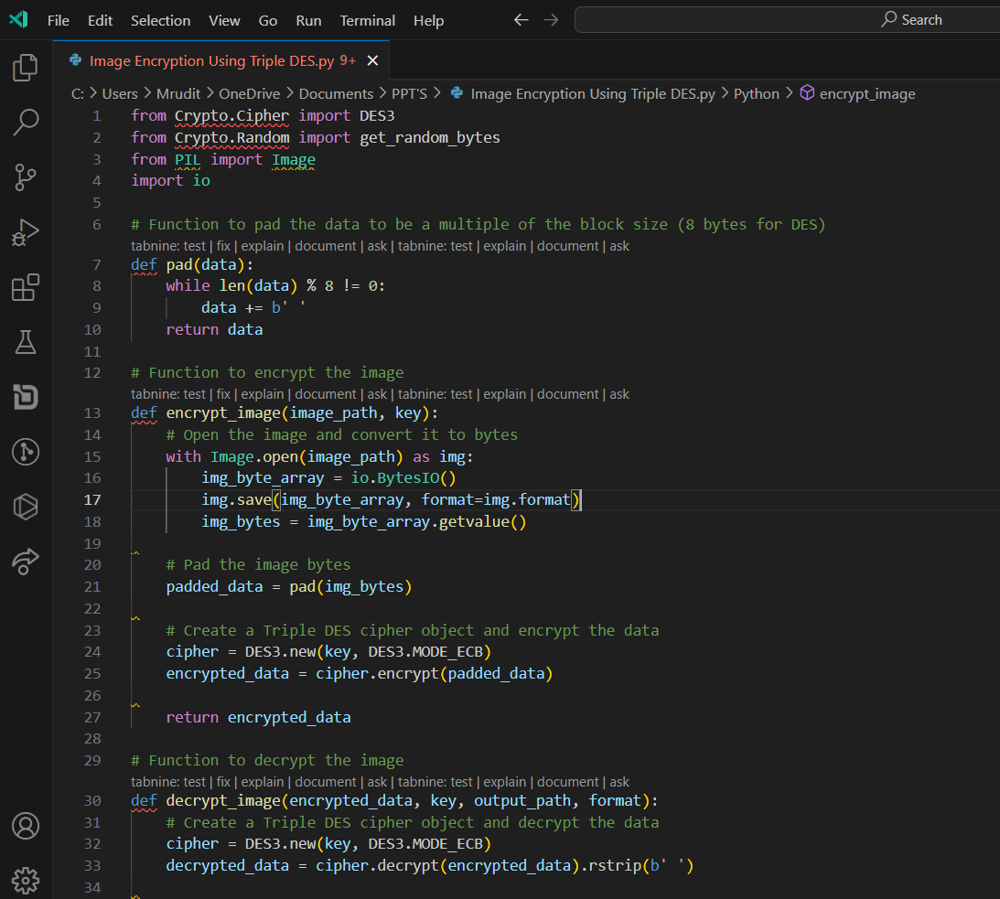 File Edit Selection View Go Run Terminal Help Search
Image Encryption Using Triple DES.py 9+
C: > Users > Mrudit > OneDrive > Documents > PPT'S > Image Encryption Using Triple DES.py > Python > encrypt_image
1 from Crypto.Cipher import DES3
2 from Crypto.Random import get_random_bytes
3 from PIL import Image
4 import io
5
6 # Function to pad the data to be a multiple of the block size (8 bytes for DES)
tabnine: test | fix | explain | document | ask | tabnine: test | explain | document | ask
7 def pad(data):
8     while len(data) % 8 != 0:
9         data += b' '
10     return data
11
12 # Function to encrypt the image
tabnine: test | fix | explain | document | ask | tabnine: test | explain | document | ask
13 def encrypt_image(image_path, key):
14     # Open the image and convert it to bytes
15     with Image.open(image_path) as img:
16         img_byte_array = io.BytesIO()
17         img.save(img_byte_array, format=img.format)
18         img_bytes = img_byte_array.getvalue()
19
20     # Pad the image bytes
21     padded_data = pad(img_bytes)
22
23     # Create a Triple DES cipher object and encrypt the data
24     cipher = DES3.new(key, DES3.MODE_ECB)
25     encrypted_data = cipher.encrypt(padded_data)
26
27     return encrypted_data
28
29 # Function to decrypt the image
tabnine: test | fix | explain | document | ask | tabnine: test | explain | document | ask
30 def decrypt_image(encrypted_data, key, output_path, format):
31     # Create a Triple DES cipher object and decrypt the data
32     cipher = DES3.new(key, DES3.MODE_ECB)
33     decrypted_data = cipher.decrypt(encrypted_data).rstrip(b' ')
34